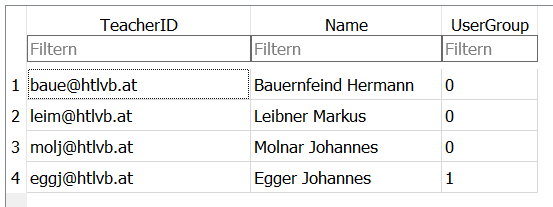 TeacherID Name UserGroup
Filtern Filtern Filtern
1 baue@htlvb.at Bauernfeind Hermann 0
2 leim@htlvb.at Leibner Markus 0
3 molj@htlvb.at Molnar Johannes 0
4 eggj@htlvb.at Egger Johannes 1